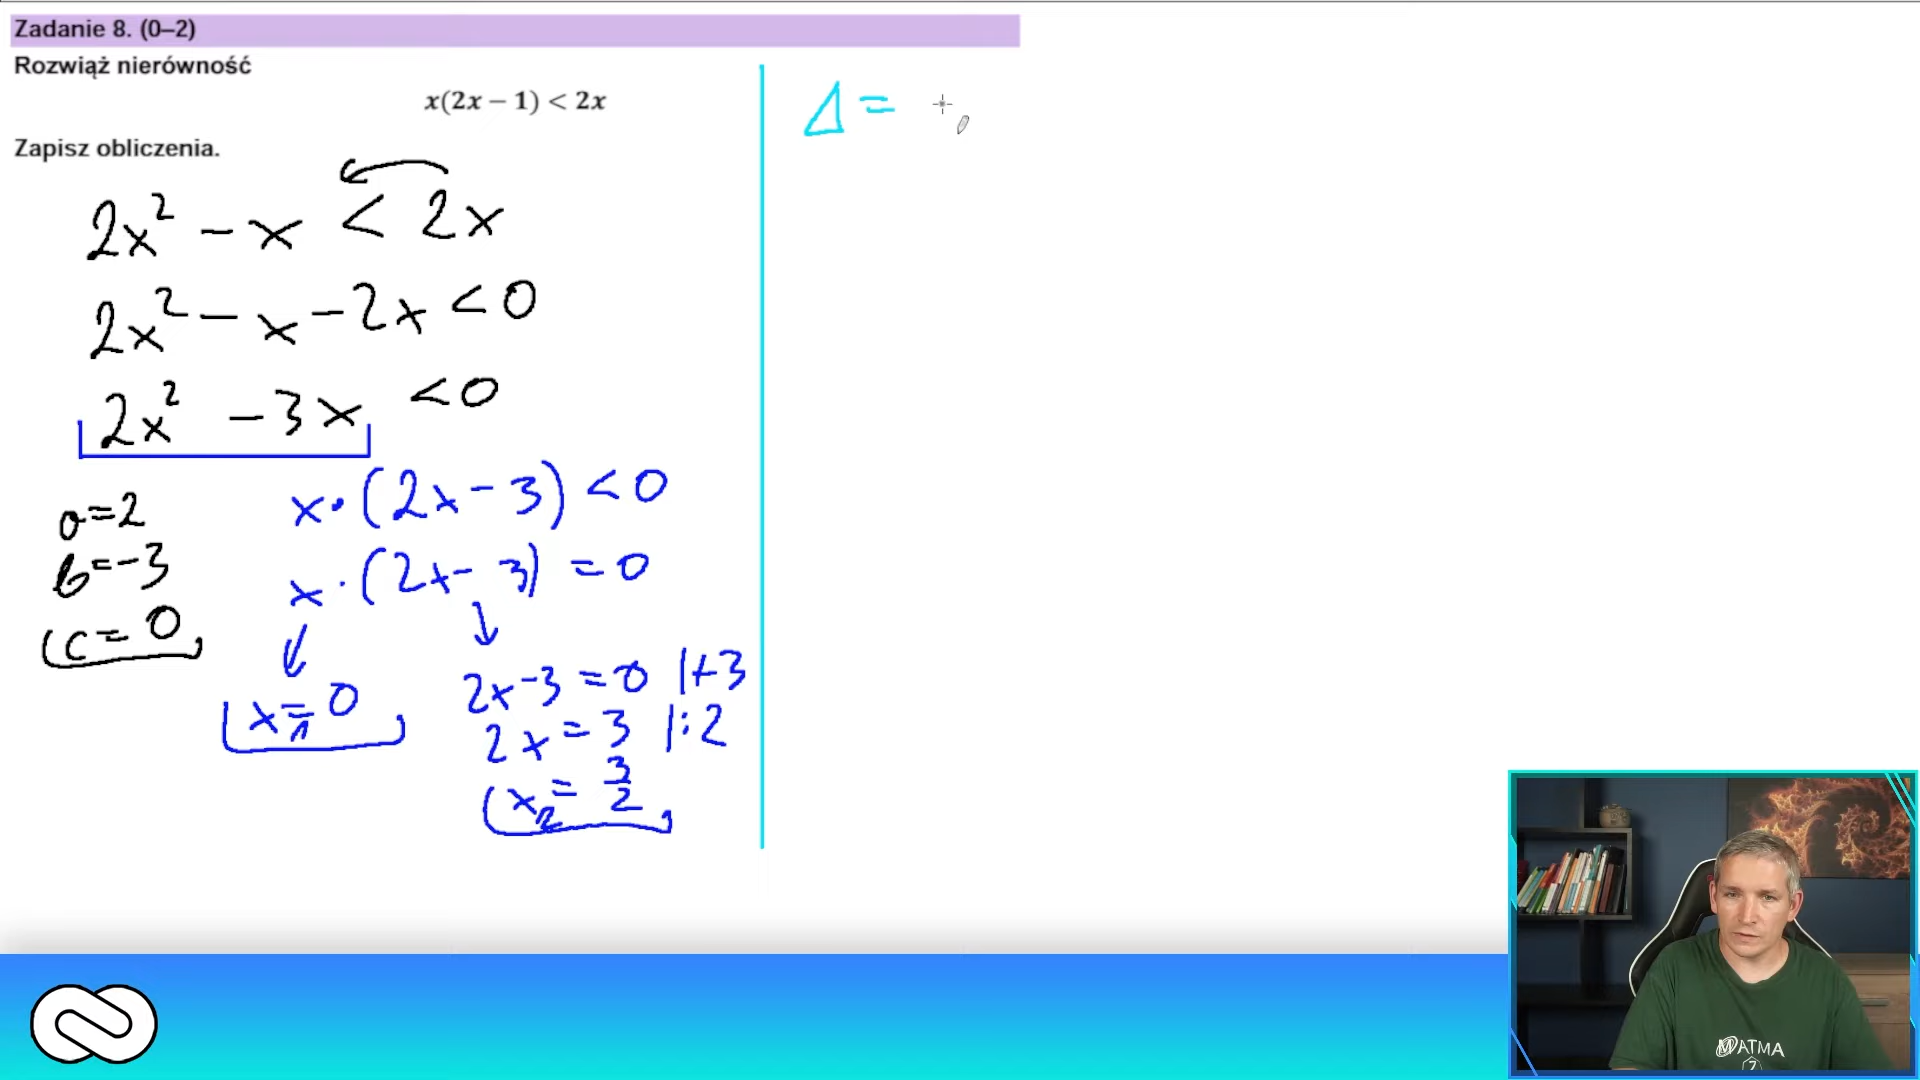 Zadanie 8. (0–2)
Rozwiąż nierówność
x(2x − 1) < 2x
Zapisz obliczenia.
2x² − x < 2x
2x² − x − 2x < 0
2x² − 3x < 0
a=2
b=−3
c=0
x·(2x−3) < 0
x·(2x−3) = 0
x₁=0
2x−3=0 |+3
2x=3 |:2
x₂=3/2
Δ=
MATMA
7